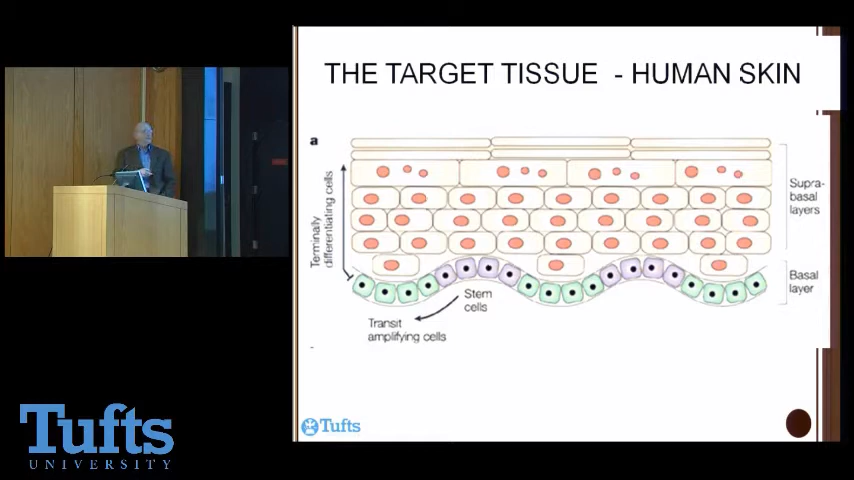 THE TARGET TISSUE - HUMAN SKIN
a
Terminally
differentiating cells
Supra-
basal
layers
Basal
layer
Stem
cells
Transit
amplifying cells
Tufts
Tufts
UNIVERSITY